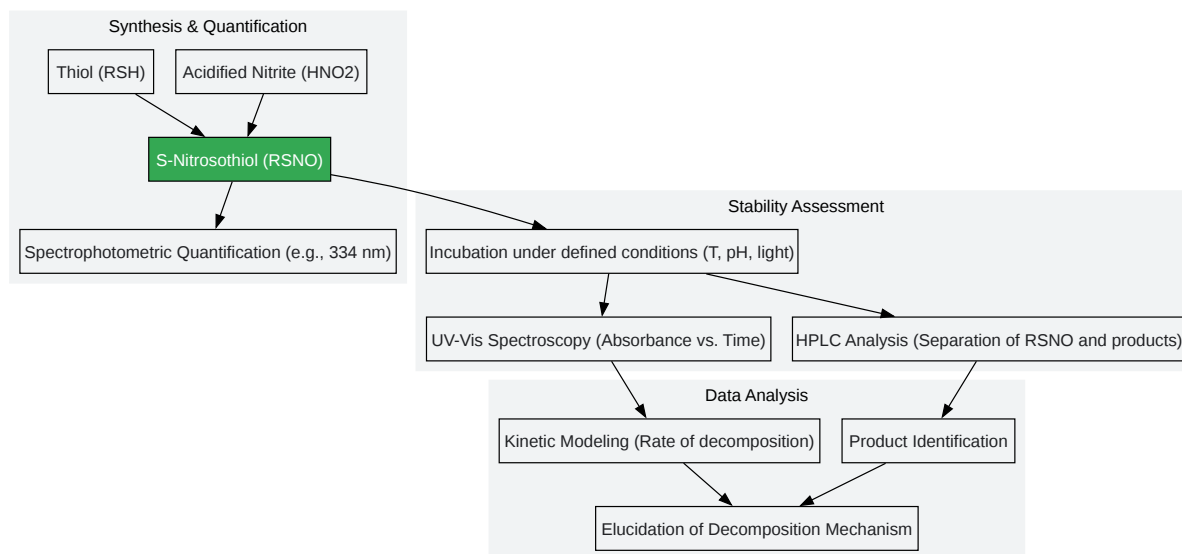 Synthesis & Quantification
Thiol (RSH)
Acidified Nitrite (HNO2)
S-Nitrosothiol (RSNO)
Spectrophotometric Quantification (e.g., 334 nm)
Stability Assessment
Incubation under defined conditions (T, pH, light)
UV-Vis Spectroscopy (Absorbance vs. Time)
HPLC Analysis (Separation of RSNO and products)
Data Analysis
Kinetic Modeling (Rate of decomposition)
Product Identification
Elucidation of Decomposition Mechanism